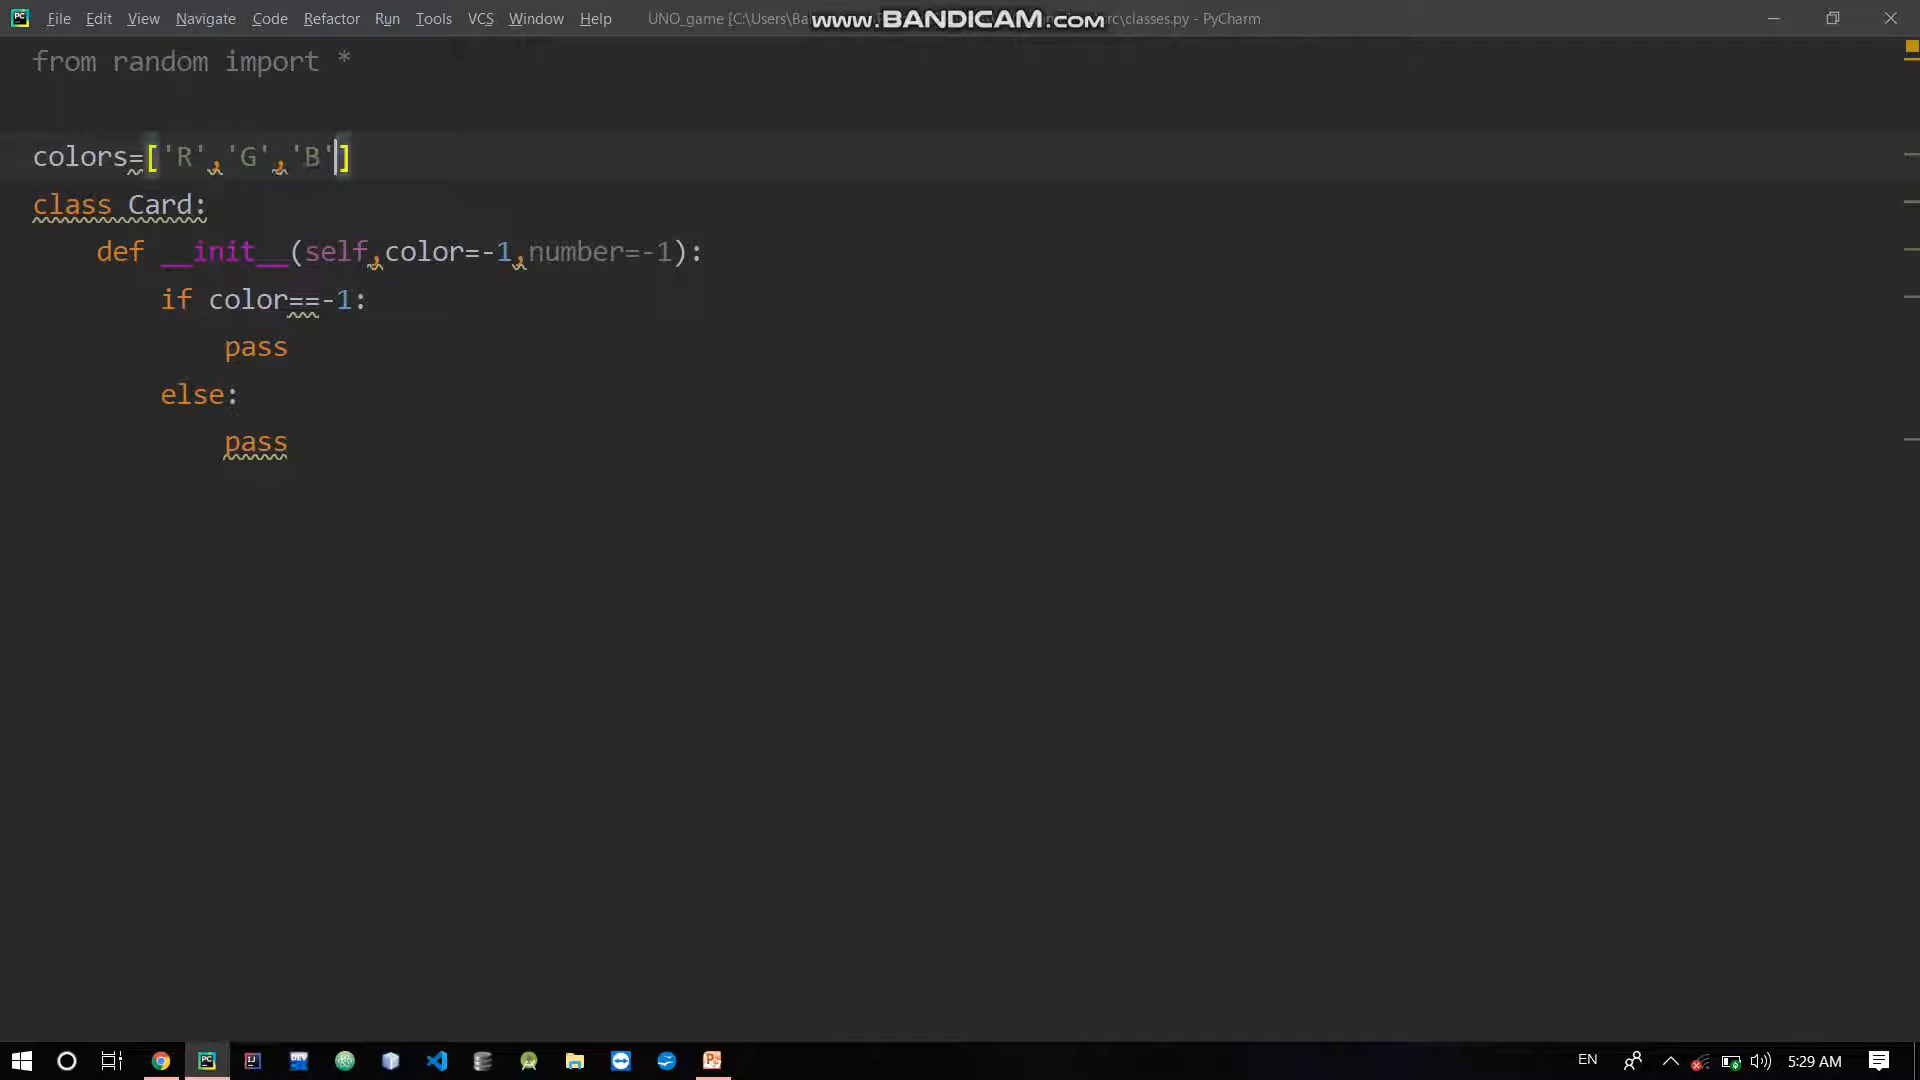 File Edit View Navigate Code Refactor Run Tools VCS Window Help UNO_game [C:\Users\Ba www.BANDICAM.com rc\classes.py - PyCharm
from random import *
colors=['R','G','B']
class Card:
def __init__(self,color=-1,number=-1):
if color==-1:
pass
else:
pass
EN 5:29 AM